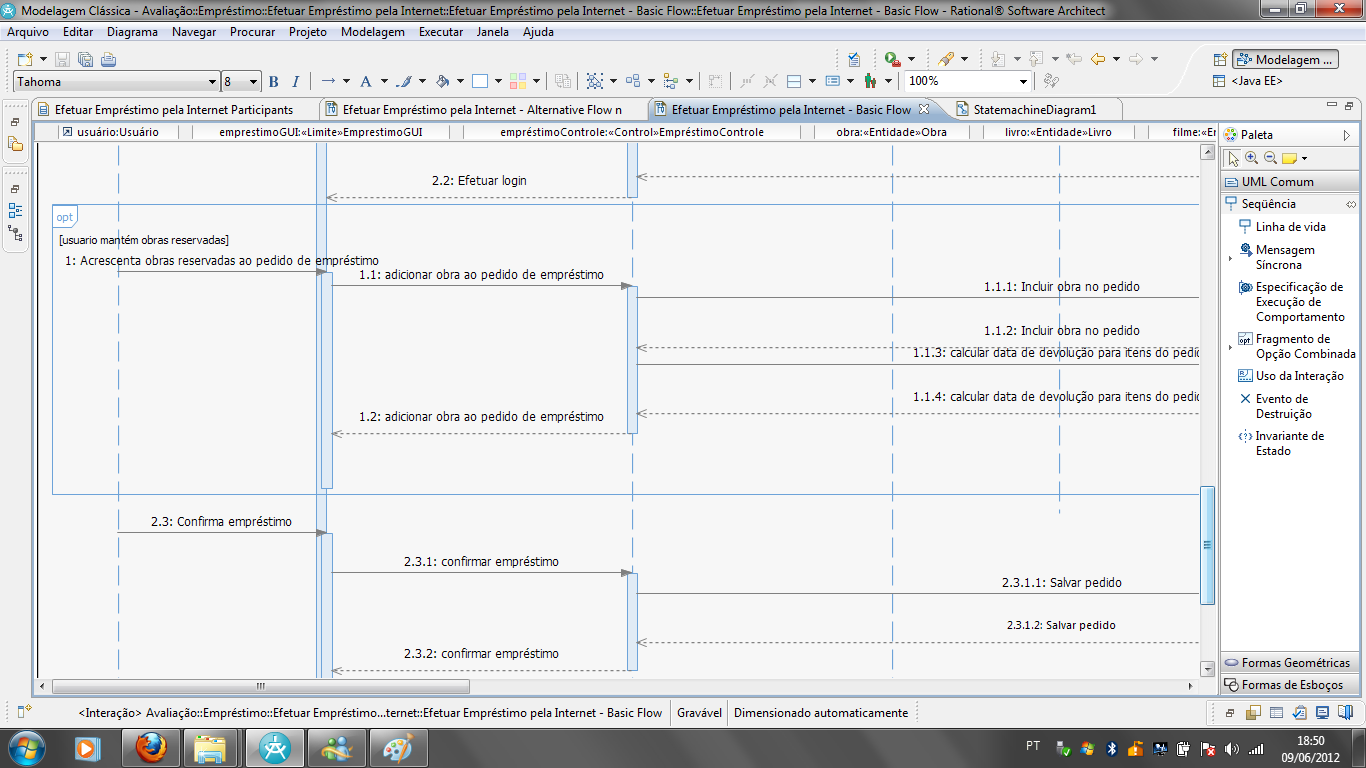 Modelagem Clássica - Avaliação::Empréstimo::Efetuar Empréstimo pela Internet::Efetuar Empréstimo pela Internet - Basic Flow::Efetuar Empréstimo pela Internet - Basic Flow - Rational® Software Architect
Arquivo Editar Diagrama Navegar Procurar Projeto Modelagem Executar Janela Ajuda
Modelagem ...
Tahoma 8 B I A 100% <Java EE>
Efetuar Empréstimo pela Internet Participants Efetuar Empréstimo pela Internet - Alternative Flow n Efetuar Empréstimo pela Internet - Basic Flow StatemachineDiagram1
usuário:Usuário emprestimoGUI:«Limite»EmprestimoGUI empréstimoControle:«Control»EmpréstimoControle obra:«Entidade»Obra livro:«Entidade»Livro filme:«Er
2.2: Efetuar login
opt
[usuario mantém obras reservadas]
1: Acrescenta obras reservadas ao pedido de empréstimo
1.1: adicionar obra ao pedido de empréstimo
1.1.1: Incluir obra no pedido
1.1.2: Incluir obra no pedido
1.1.3: calcular data de devolução para itens do pedid
1.1.4: calcular data de devolução para itens do pedid
1.2: adicionar obra ao pedido de empréstimo
2.3: Confirma empréstimo
2.3.1: confirmar empréstimo
2.3.1.1: Salvar pedido
2.3.1.2: Salvar pedido
2.3.2: confirmar empréstimo
Paleta
UML Comum
Seqüência
Linha de vida
Mensagem
Síncrona
Especificação de
Execução de
Comportamento
opt
Fragmento de
Opção Combinada
Uso da Interação
Evento de
Destruição
Invariante de
Estado
Formas Geométricas
Formas de Esboços
<Interação> Avaliação::Empréstimo::Efetuar Empréstimo...ternet::Efetuar Empréstimo pela Internet - Basic Flow Gravável Dimensionado automaticamente
PT
18:50
09/06/2012